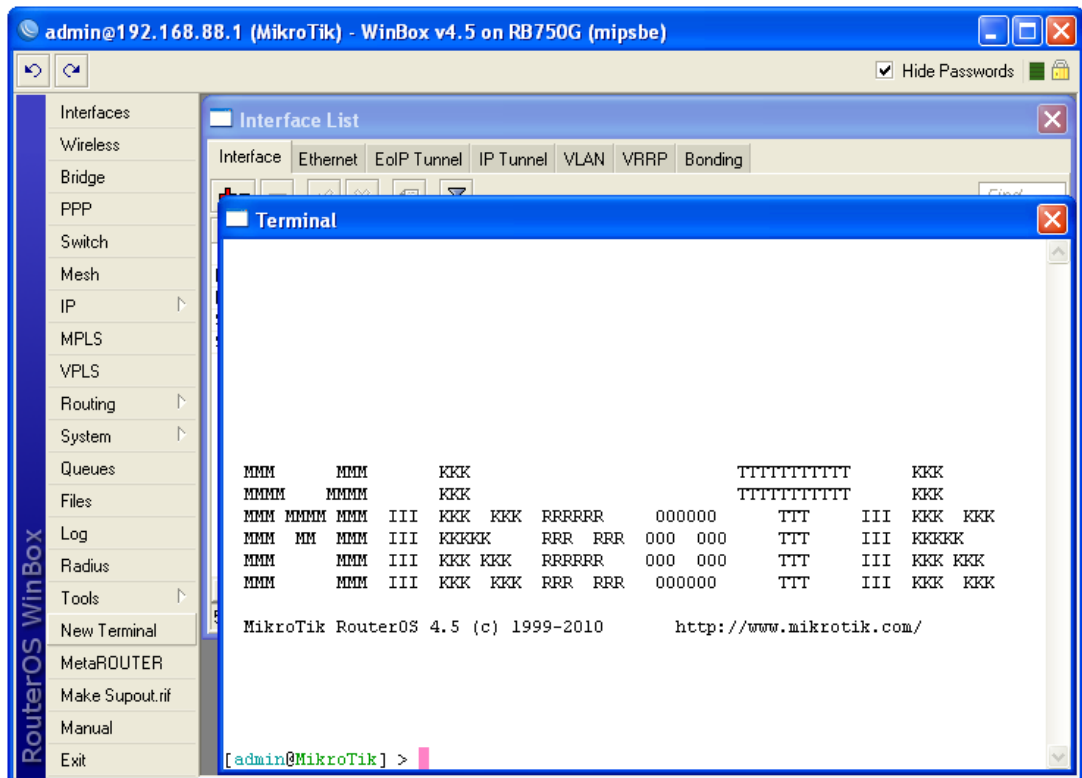 admin@192.168.88.1 (MikroTik) - WinBox v4.5 on RB750G (mipsbe)
Hide Passwords
Interfaces
Wireless
Bridge
PPP
Switch
Mesh
IP
MPLS
VPLS
Routing
System
Queues
Files
Log
Radius
Tools
New Terminal
MetaROUTER
Make Supout.rif
Manual
Exit
RouterOS WinBox
Interface List
Interface Ethernet EoIP Tunnel IP Tunnel VLAN VRRP Bonding
Find
Terminal
  MMM      MMM       KKK                          TTTTTTTTTTT      KKK
  MMMM    MMMM       KKK                          TTTTTTTTTTT      KKK
  MMM MMMM MMM  III  KKK  KKK  RRRRRR     OOOOOO      TTT     III  KKK  KKK
  MMM  MM  MMM  III  KKKKK     RRR  RRR  OOO  OOO     TTT     III  KKKKK
  MMM      MMM  III  KKK KKK   RRRRRR    OOO  OOO     TTT     III  KKK KKK
  MMM      MMM  III  KKK  KKK  RRR  RRR   OOOOOO      TTT     III  KKK  KKK
MikroTik RouterOS 4.5 (c) 1999-2010       http://www.mikrotik.com/
[admin@MikroTik] >